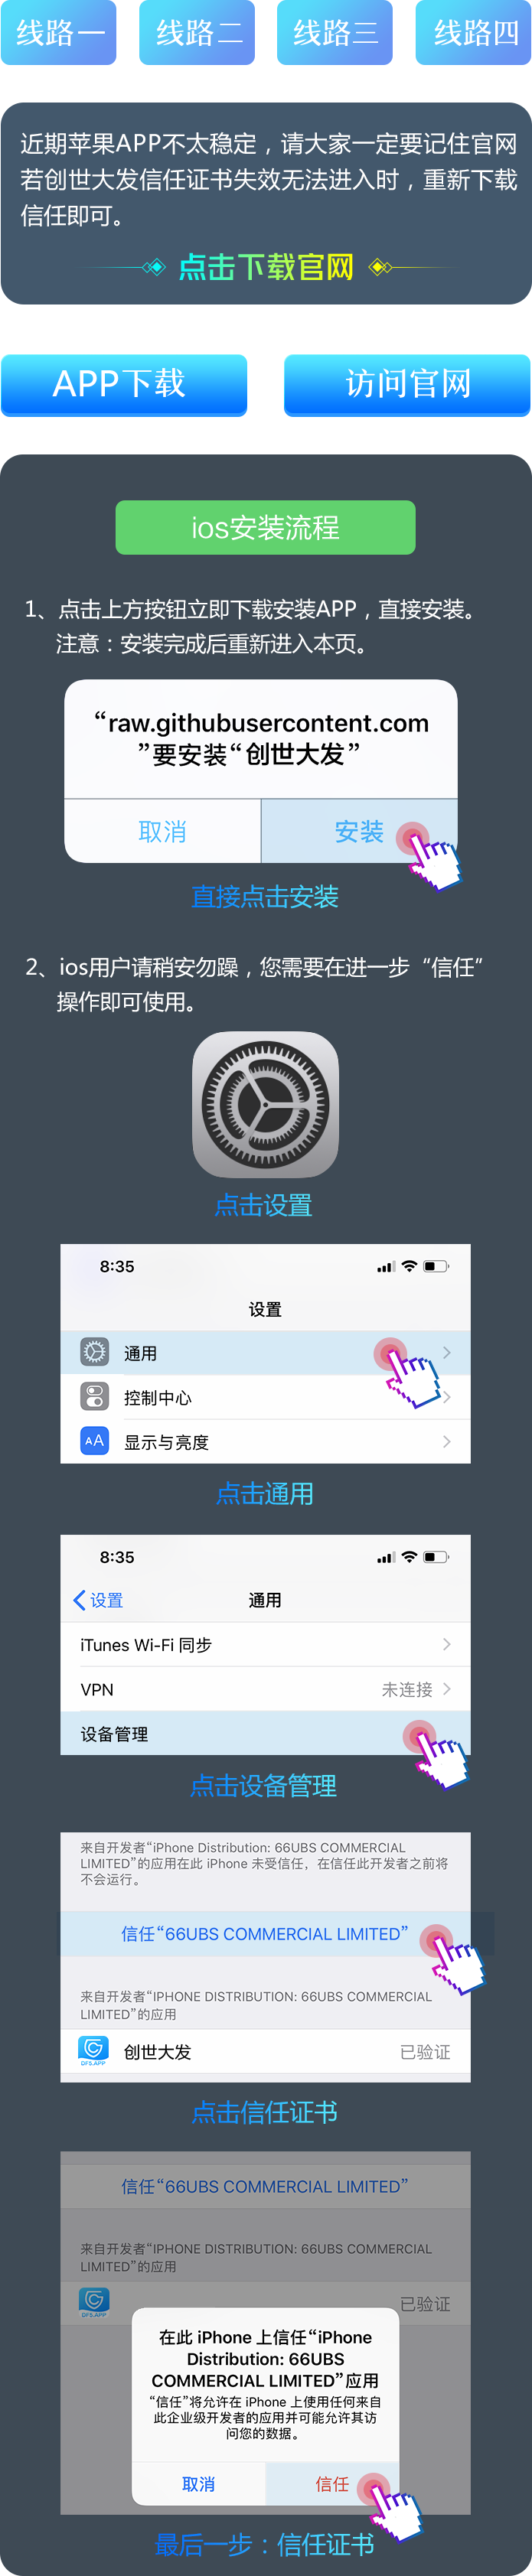 线路一 线路二 线路三 线路四
近期苹果APP不太稳定，请大家一定要记住官网
若创世大发信任证书失效无法进入时，重新下载
信任即可。
点击下载官网
APP下载 访问官网
ios安装流程
1、点击上方按钮立即下载安装APP，直接安装。
注意：安装完成后重新进入本页。
“raw.githubusercontent.com
”要安装“创世大发”
取消 安装
直接点击安装
2、ios用户请稍安勿躁，您需要在进一步“信任”
操作即可使用。
点击设置
8:35
设置
通用
控制中心
AA 显示与亮度
点击通用
8:35
设置 通用
iTunes Wi-Fi 同步
VPN 未连接
设备管理
点击设备管理
来自开发者“iPhone Distribution: 66UBS COMMERCIAL
LIMITED”的应用在此 iPhone 未受信任，在信任此开发者之前将
不会运行。
信任“66UBS COMMERCIAL LIMITED”
来自开发者“IPHONE DISTRIBUTION: 66UBS COMMERCIAL
LIMITED”的应用
DFS.APP 创世大发 已验证
点击信任证书
信任“66UBS COMMERCIAL LIMITED”
来自开发者“IPHONE DISTRIBUTION: 66UBS COMMERCIAL
LIMITED”的应用
DFS.APP 已验证
在此 iPhone 上信任“iPhone
Distribution: 66UBS
COMMERCIAL LIMITED”应用
“信任”将允许在 iPhone 上使用任何来自
此企业级开发者的应用并可能允许其访
问您的数据。
取消 信任
最后一步：信任证书